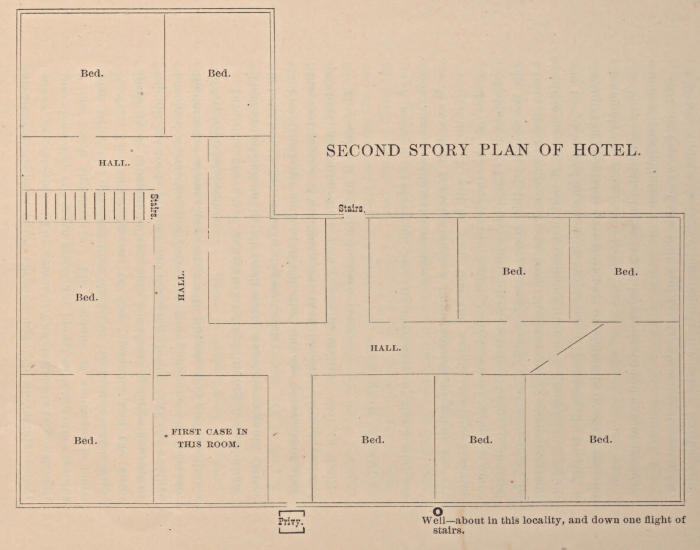 Bed.
Bed.
SECOND STORY PLAN OF HOTEL.
HALL.
Stairs.
Stairs.
Bed.
Bed.
HALL.
Bed.
HALL.
Bed.
FIRST CASE IN
THIS ROOM.
Bed.
Bed.
Bed.
Privy.
Well—about in this locality, and down one flight of
stairs.